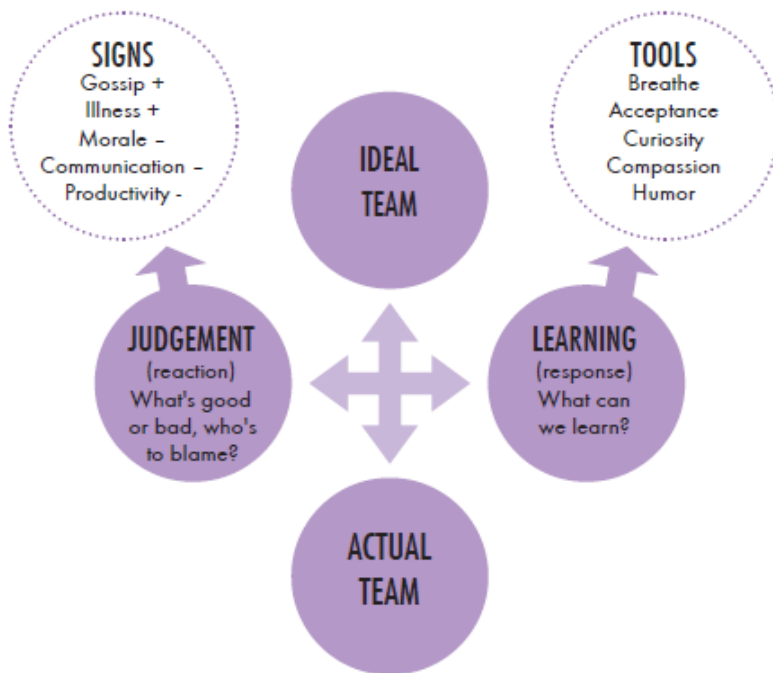 SIGNS
Gossip +
Illness +
Morale –
Communication –
Productivity -
TOOLS
Breathe
Acceptance
Curiosity
Compassion
Humor
IDEAL
TEAM
JUDGEMENT
(reaction)
What's good
or bad, who's
to blame?
LEARNING
(response)
What can
we learn?
ACTUAL
TEAM